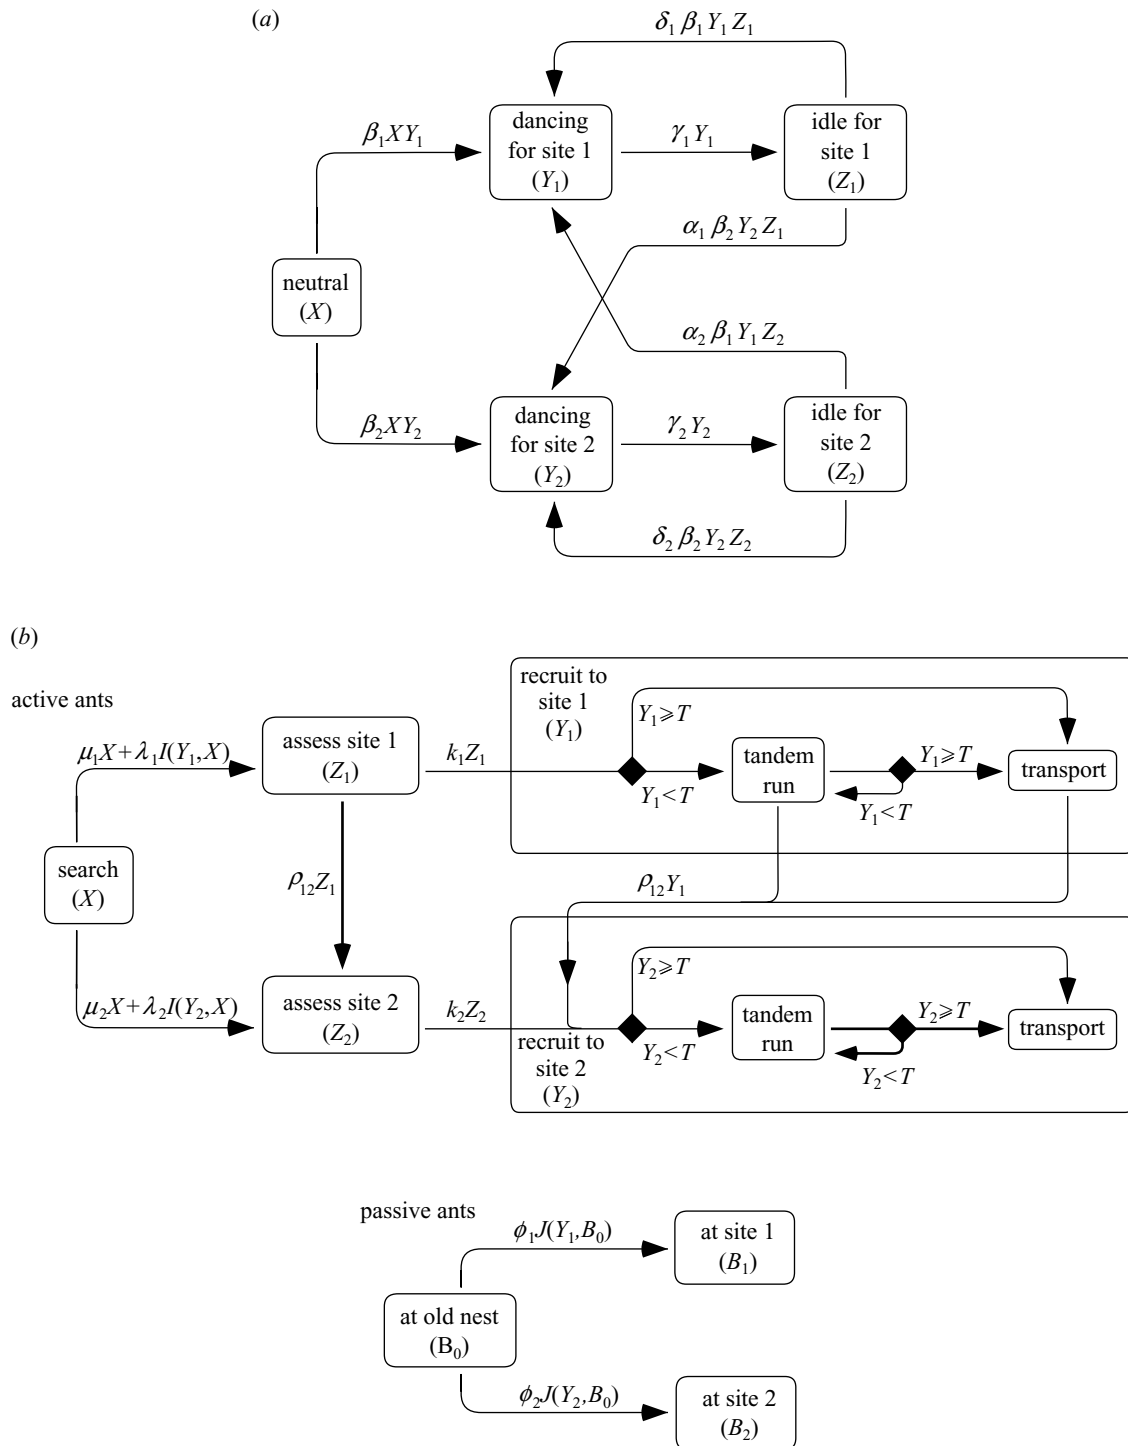 (a)
δ₁ β₁ Y₁ Z₁
dancing
for site 1
(Y₁)
idle for
site 1
(Z₁)
β₁XY₁
γ₁Y₁
α₁ β₂ Y₂ Z₁
neutral
(X)
α₂ β₁ Y₁ Z₂
dancing
for site 2
(Y₂)
idle for
site 2
(Z₂)
β₂XY₂
γ₂Y₂
δ₂ β₂ Y₂ Z₂
(b)
active ants
recruit to
site 1
(Y₁)
Y₁⩾T
μ₁X+λ₁I(Y₁,X)
assess site 1
(Z₁)
k₁Z₁
tandem
run
Y₁⩾T
transport
Y₁<T
Y₁<T
search
(X)
ρ₁₂Z₁
ρ₁₂Y₁
Y₂⩾T
μ₂X+λ₂I(Y₂,X)
assess site 2
(Z₂)
k₂Z₂
tandem
run
Y₂⩾T
transport
recruit to
site 2
(Y₂)
Y₂<T
Y₂<T
passive ants
ϕ₁J(Y₁,B₀)
at site 1
(B₁)
at old nest
(B₀)
ϕ₂J(Y₂,B₀)
at site 2
(B₂)